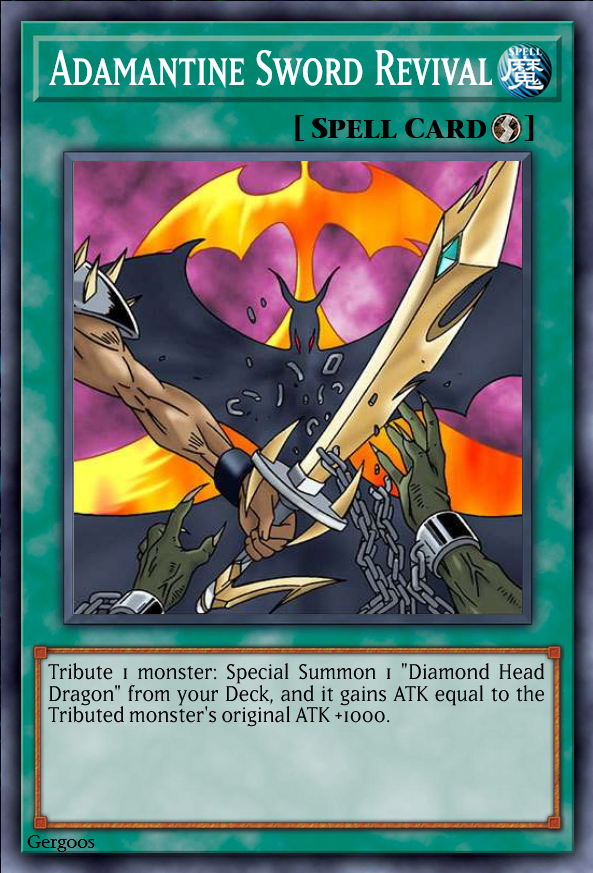 Adamantine Sword Revival
SPELL
魔
[ Spell Card ]
Tribute 1 monster: Special Summon 1 "Diamond Head
Dragon" from your Deck, and it gains ATK equal to the
Tributed monster's original ATK +1000.
Gergoos